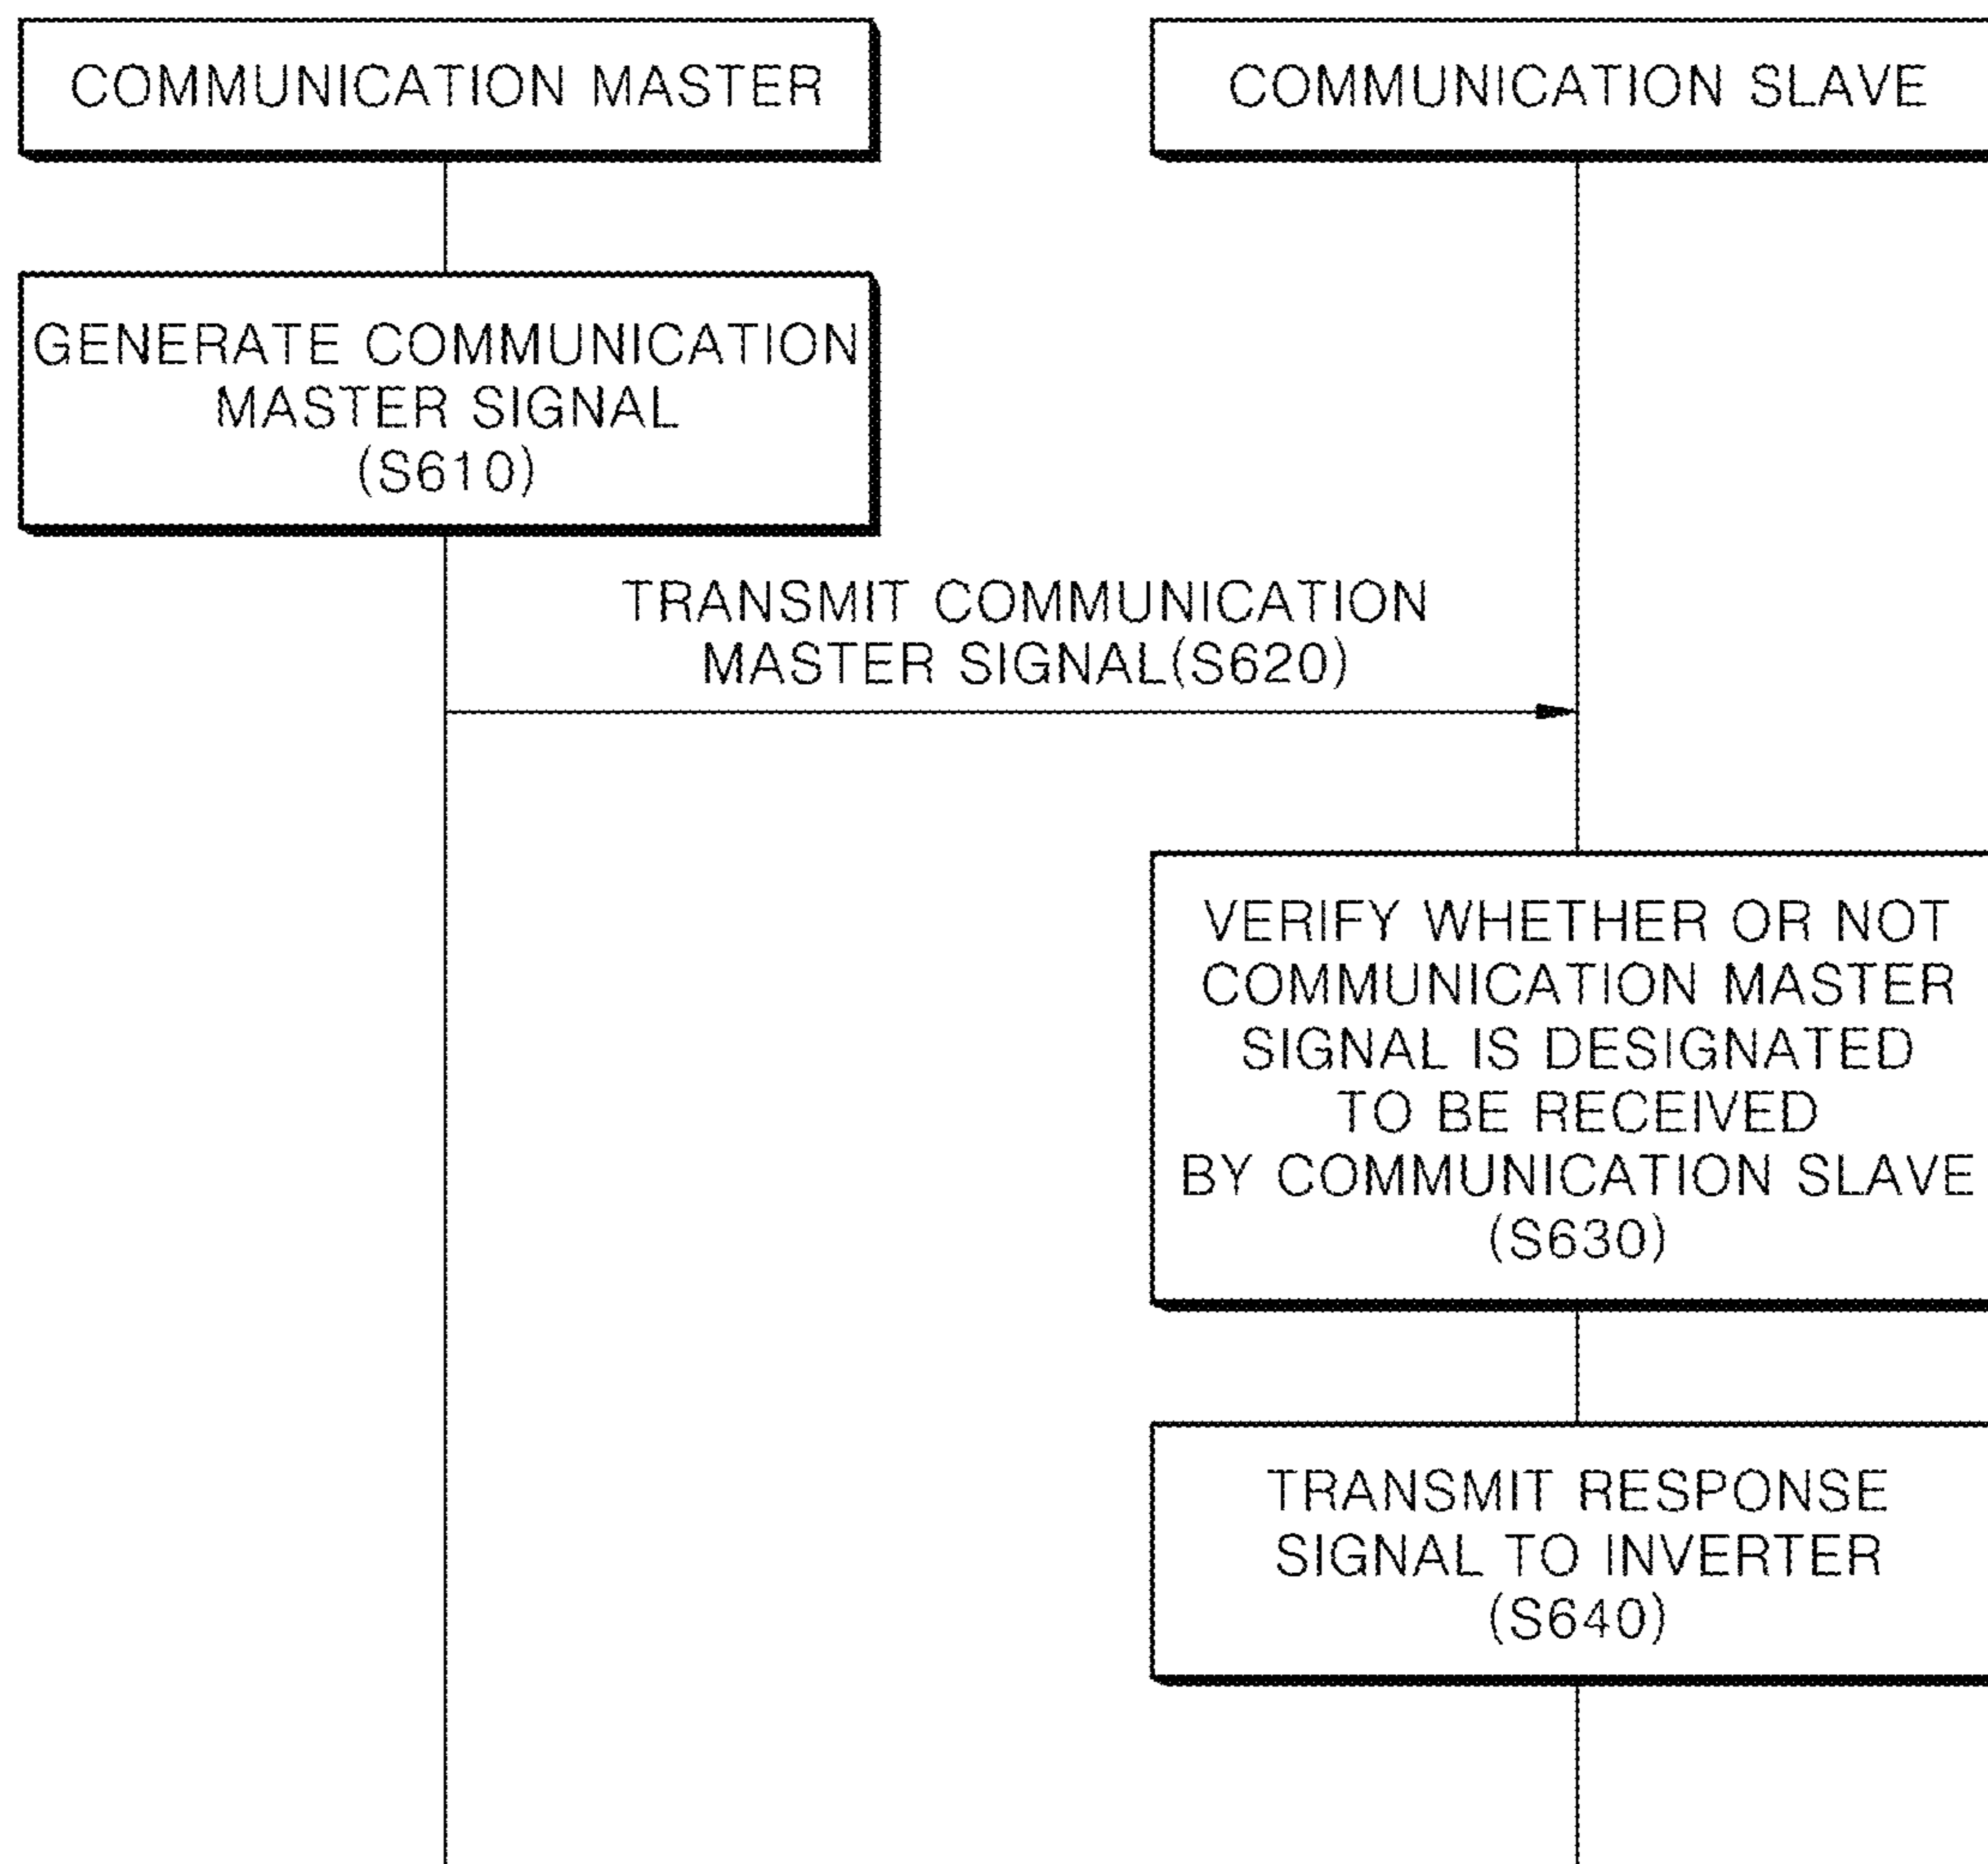 COMMUNICATION MASTER
COMMUNICATION SLAVE
GENERATE COMMUNICATION
MASTER SIGNAL
(S610)
TRANSMIT COMMUNICATION
MASTER SIGNAL(S620)
VERIFY WHETHER OR NOT
COMMUNICATION MASTER
SIGNAL IS DESIGNATED
TO BE RECEIVED
BY COMMUNICATION SLAVE
(S630)
TRANSMIT RESPONSE
SIGNAL TO INVERTER
(S640)